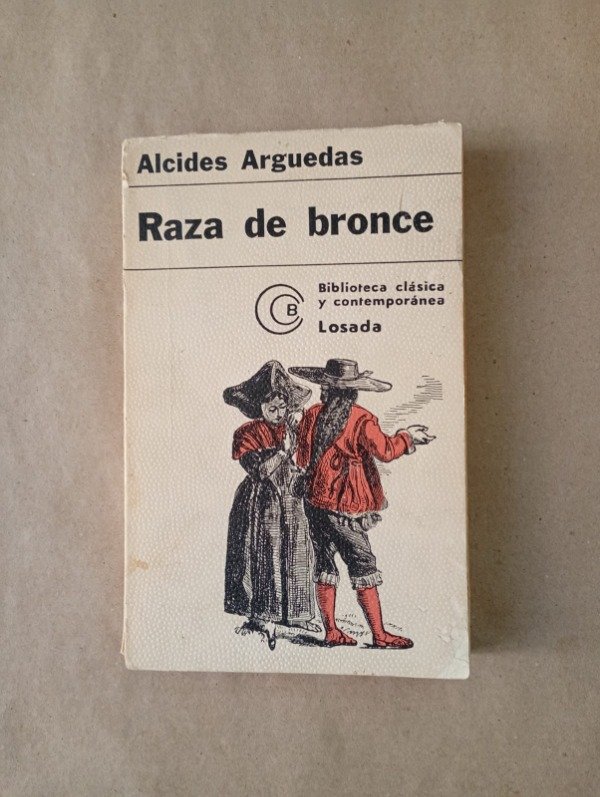 Alcides Arguedas
Raza de bronce
B
Biblioteca clásica
y contemporánea
Losada